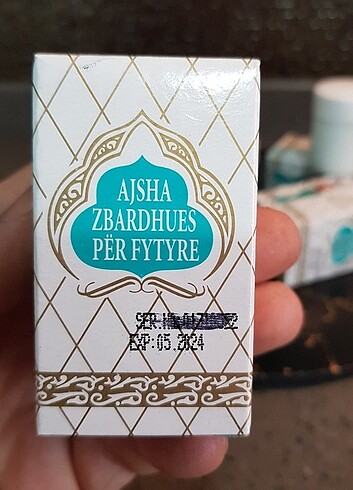 AJSHA
ZBARDHUES
PËR FYTYRE
EXP:05.2024